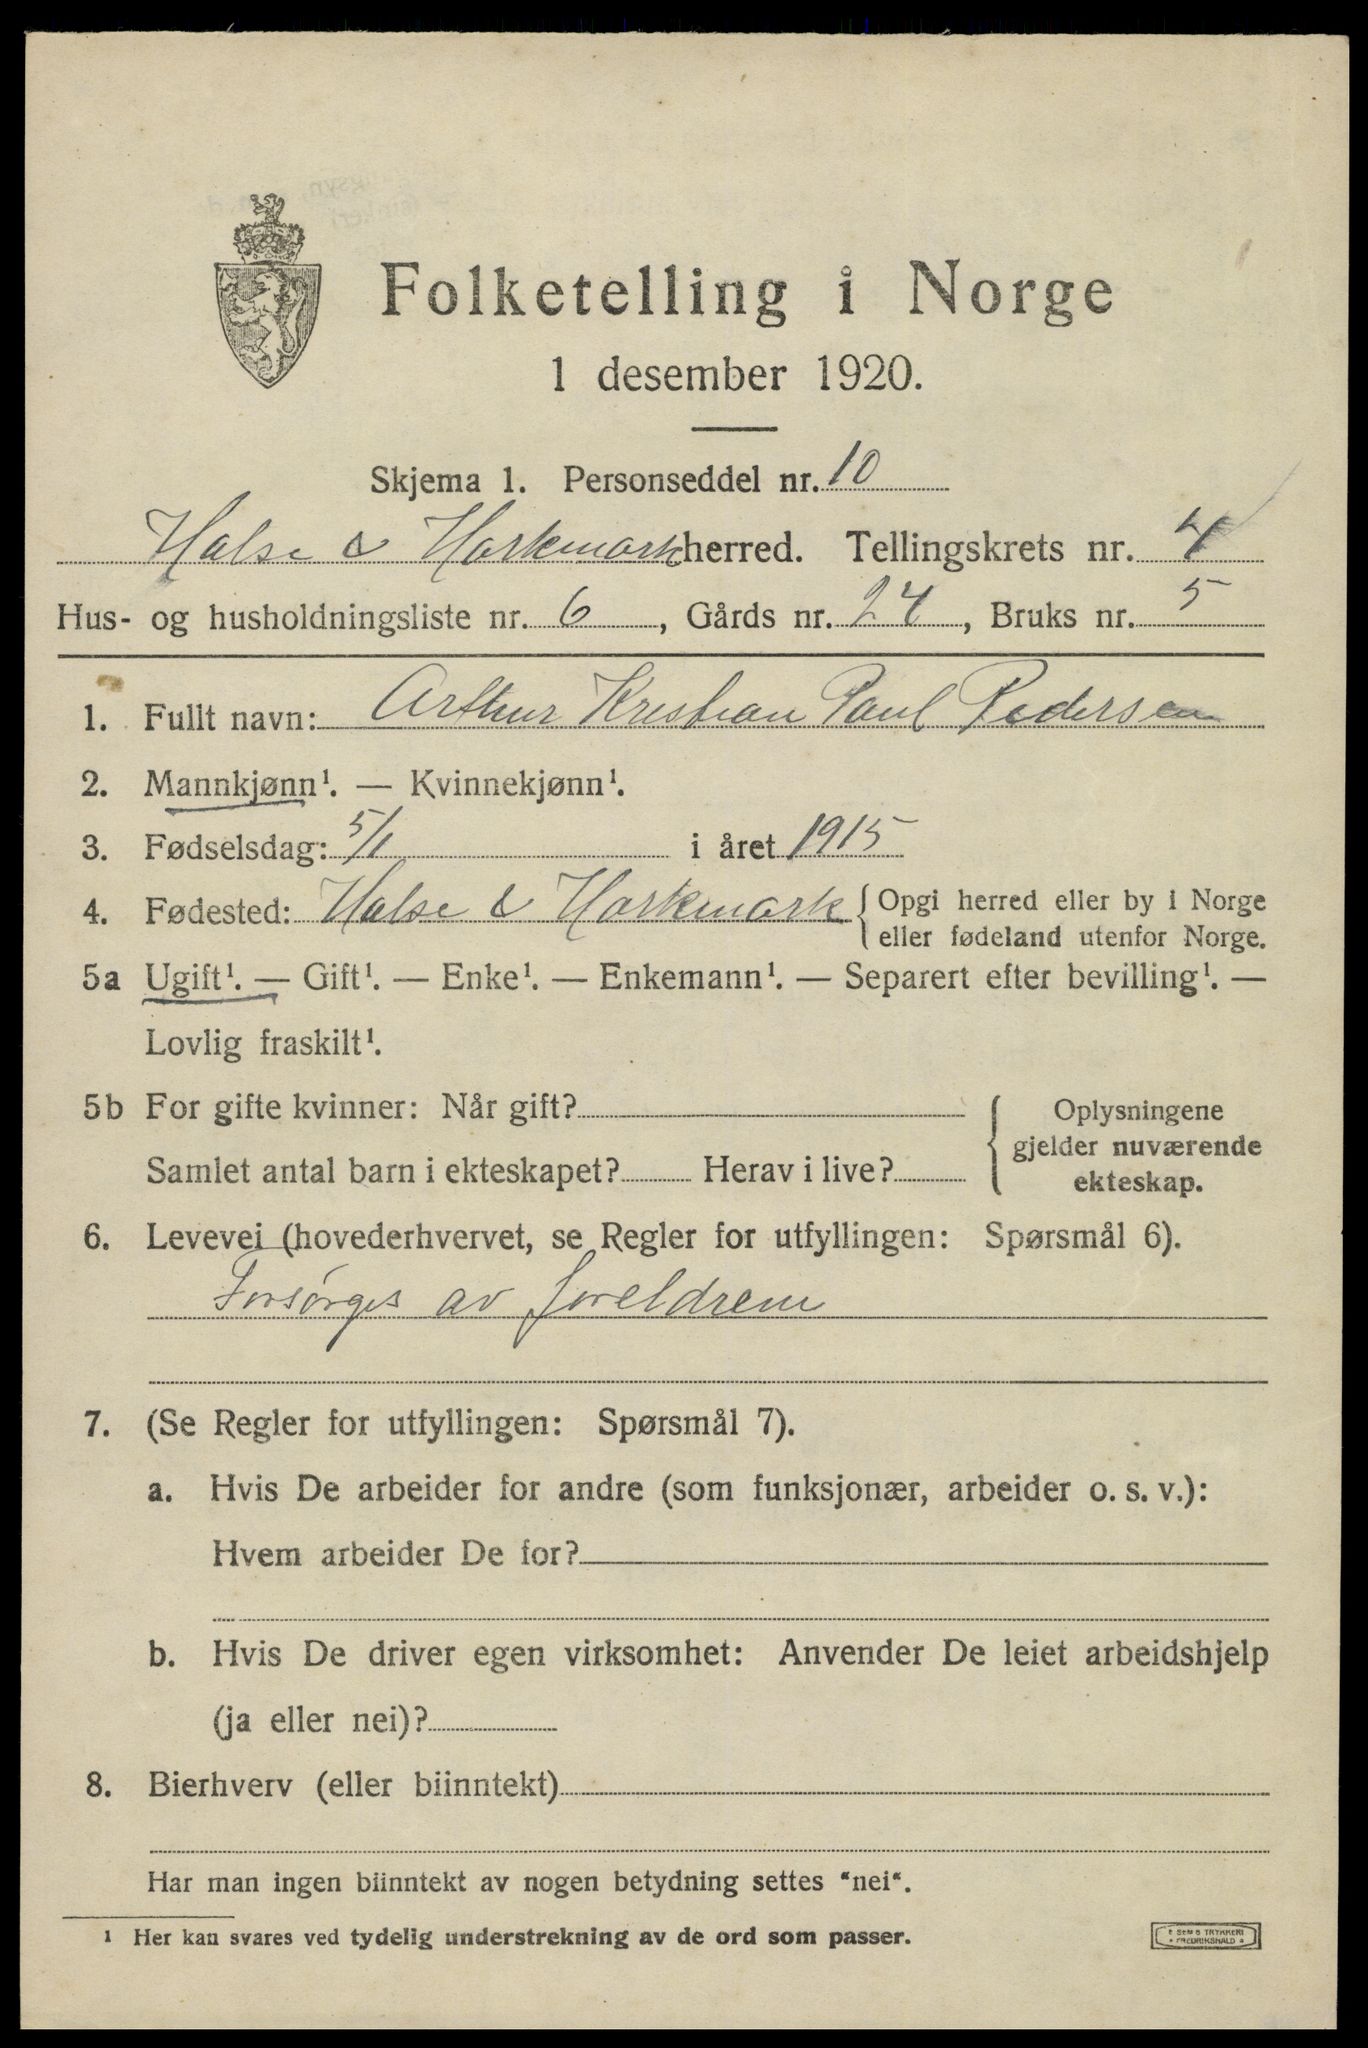 Folketelling i Norge
1 desember 1920.
Skjema 1. Personseddel nr. 10
Halse & Harkmark herred. Tellingskrets nr. 4
Hus- og husholdningsliste nr. 6, Gårds nr. 24, Bruks nr. 5
1. Fullt navn: Arthur Kristian Paul Pedersen
2. Mannkjønn¹. — Kvinnekjønn¹.
3. Fødselsdag: 5/1 i året 1915
4. Fødested: Halse & Harkmark { Opgi herred eller by i Norge
eller fødeland utenfor Norge.
5a Ugift¹. — Gift¹. — Enke¹. — Enkemann¹. — Separert efter bevilling¹. —
Lovlig fraskilt¹.
5b For gifte kvinner: Når gift?
Samlet antal barn i ekteskapet? Herav i live?
{ Oplysningene
gjelder nuværende
ekteskap.
6. Levevei (hovederhvervet, se Regler for utfyllingen: Spørsmål 6).
Forsørges av foreldrene
7. (Se Regler for utfyllingen: Spørsmål 7).
a. Hvis De arbeider for andre (som funksjonær, arbeider o. s. v.):
Hvem arbeider De for?
b. Hvis De driver egen virksomhet: Anvender De leiet arbeidshjelp
(ja eller nei)?
8. Bierhverv (eller biinntekt)
Har man ingen biinntekt av nogen betydning settes "nei".
¹ Her kan svares ved tydelig understrekning av de ord som passer.
SEM'S TRYKKERI
FREDRIKSHALD